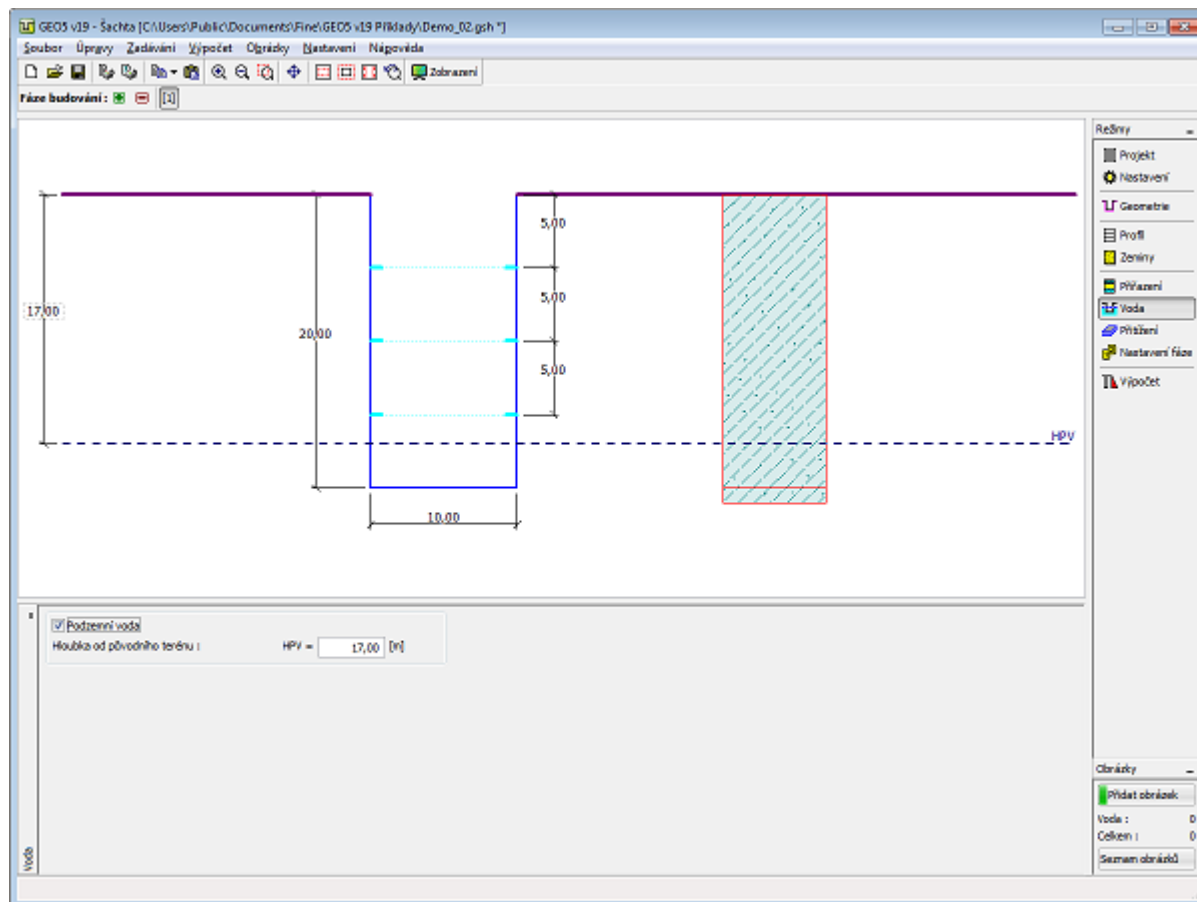 GEO5 v19 - Šachta [C:\Users\Public\Documents\Fine\GEO5 v19 Příklady\Demo_02.gsh *]
Soubor Úpravy Zadávání Výpočet Obrázky Nastavení Nápověda
Zobrazení
Fáze budování : [1]
Režimy
Projekt
Nastavení
Geometrie
Profil
Zeminy
Přiřazení
Voda
Přitížení
Nastavení fáze
Výpočet
5,00
5,00
17,00
20,00
5,00
HPV
10,00
Podzemní voda
Hloubka od původního terénu : HPV = 17,00 [m]
Voda
Obrázky
Přidat obrázek
Voda : 0
Celkem : 0
Seznam obrázků